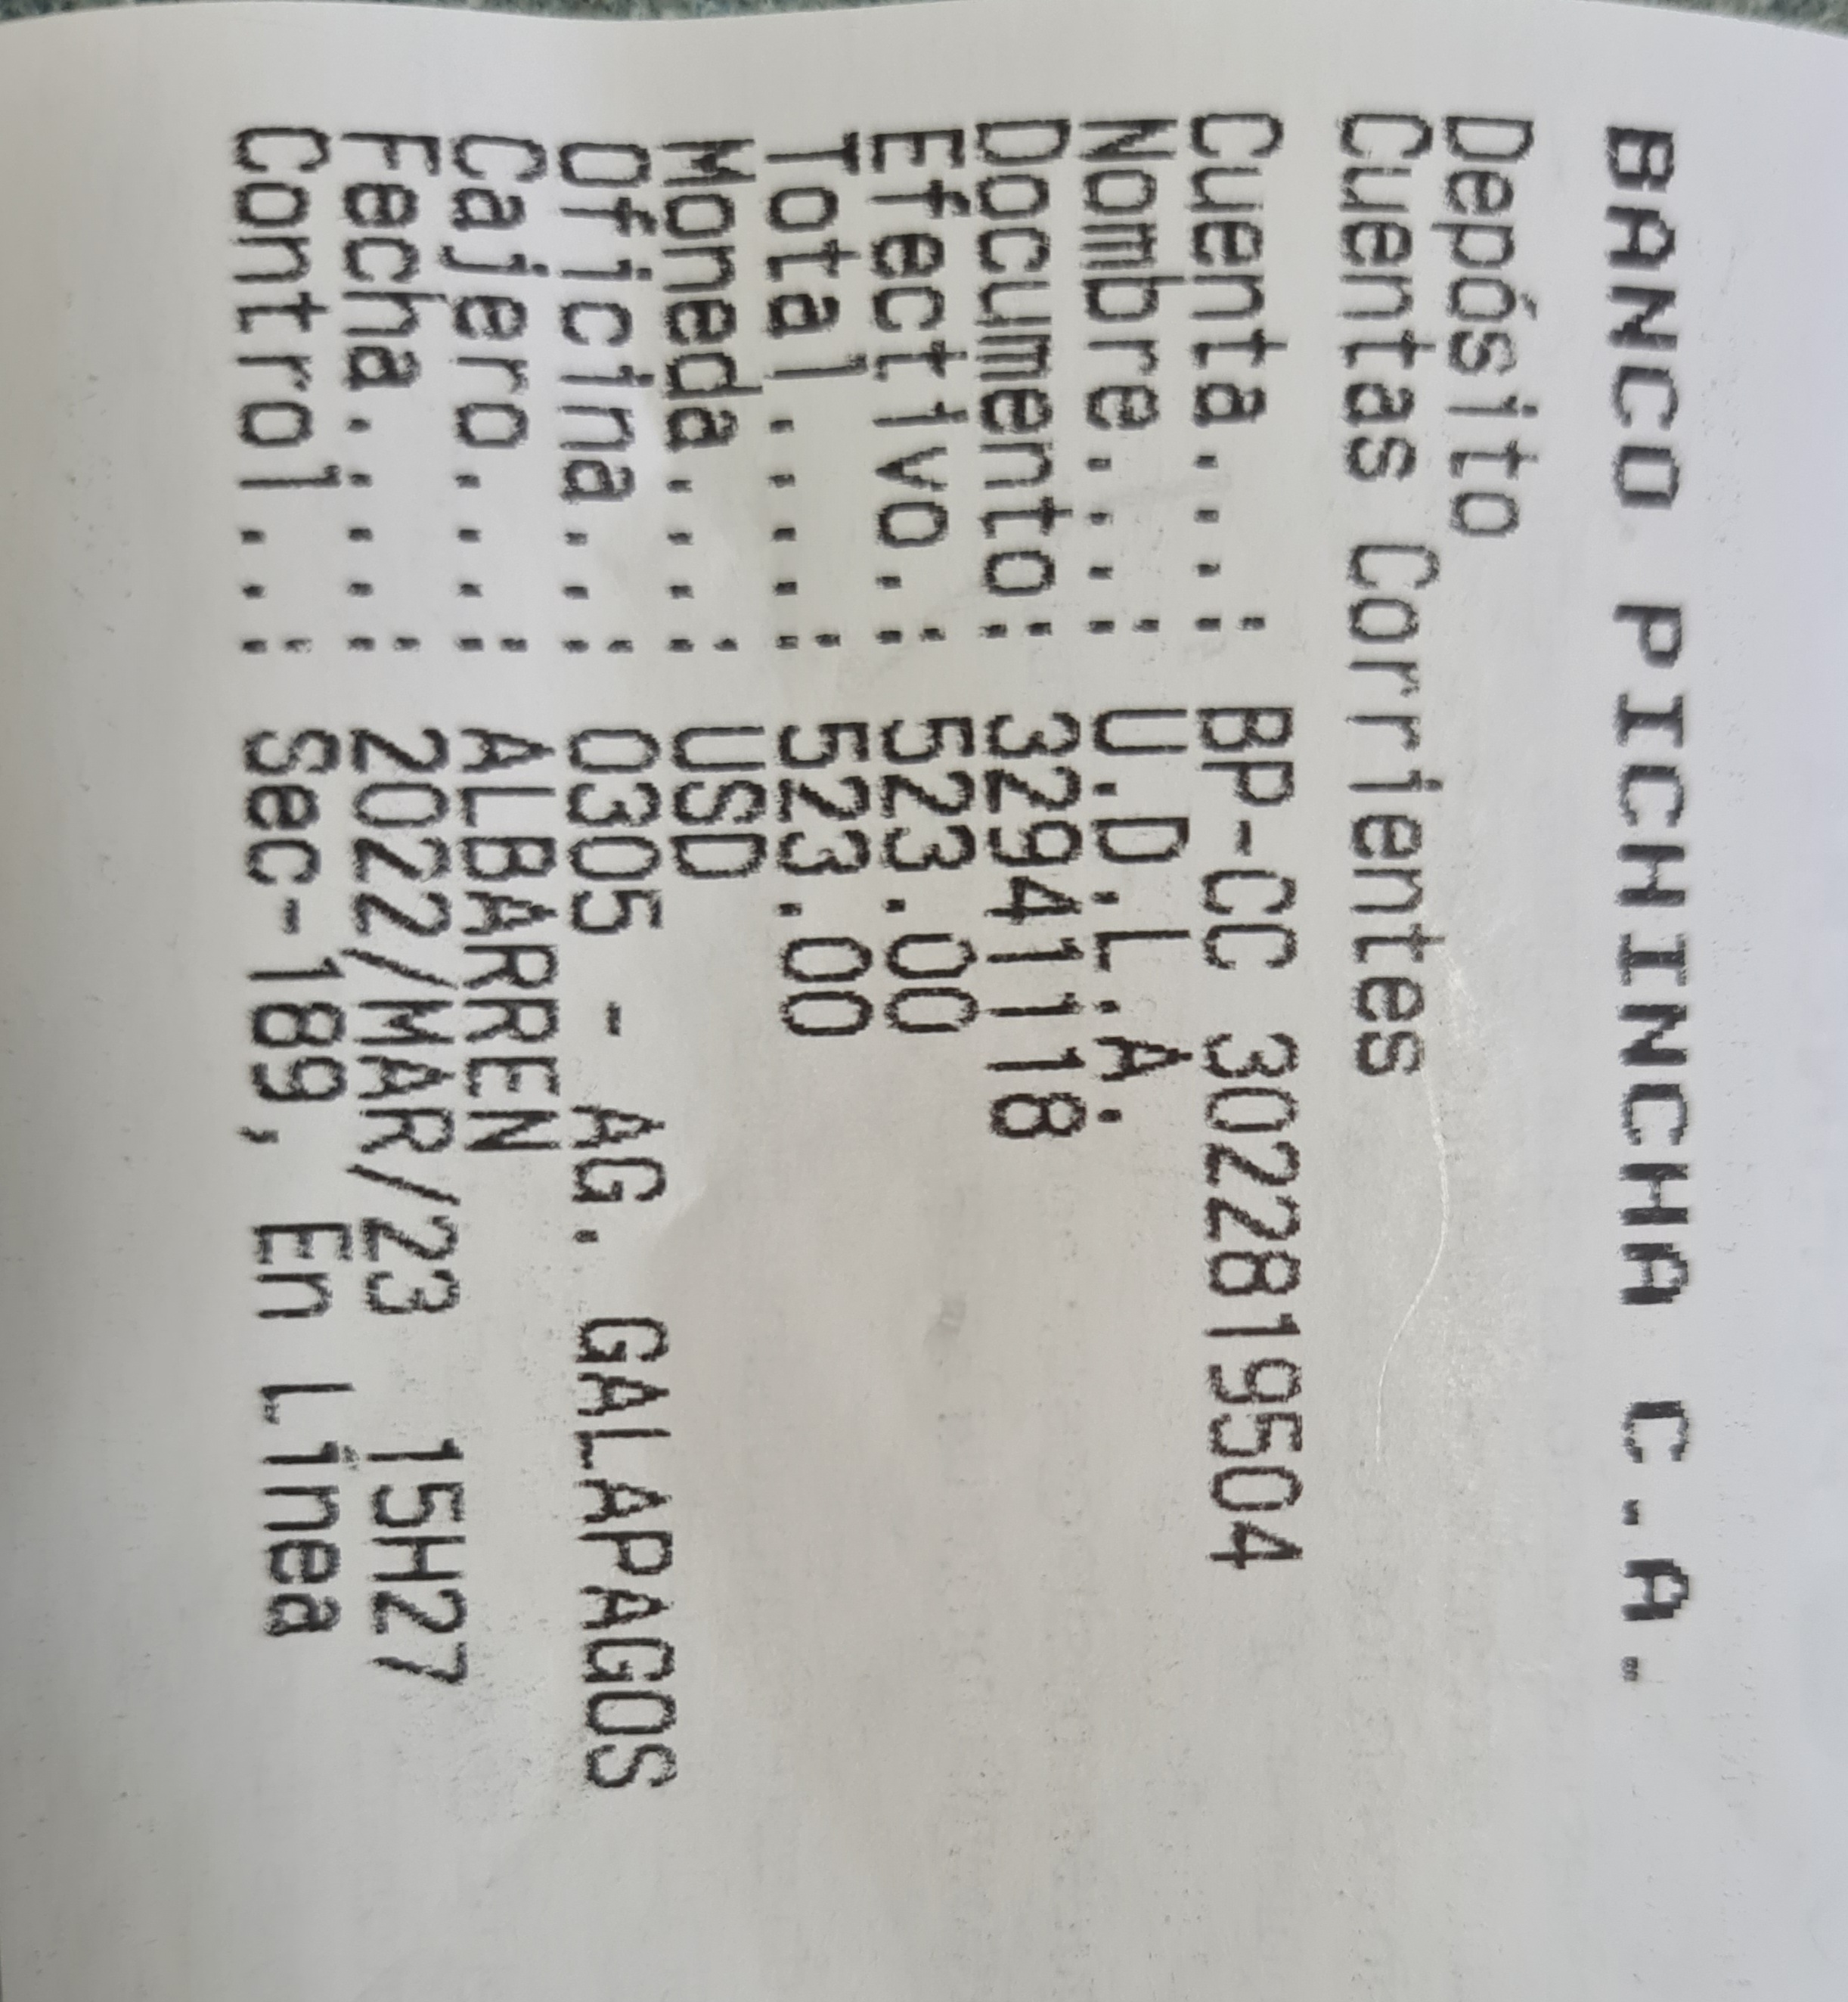 BANCO PICHINCHA C.A.
Depósito
Cuentas Corrientes
Cuenta....: BP-CC 3022819504
Nombre....: U.D.L.A.
Documento: 329411118
Efectivo..: 523.00
Total.....: 523.00
Moneda....: USD
Oficina...: 0305 - AG. GALAPAGOS
Cajero....: ALBARREN
Fecha.....: 2022/MAR/23 15H27
Control...: Sec-189, En Línea